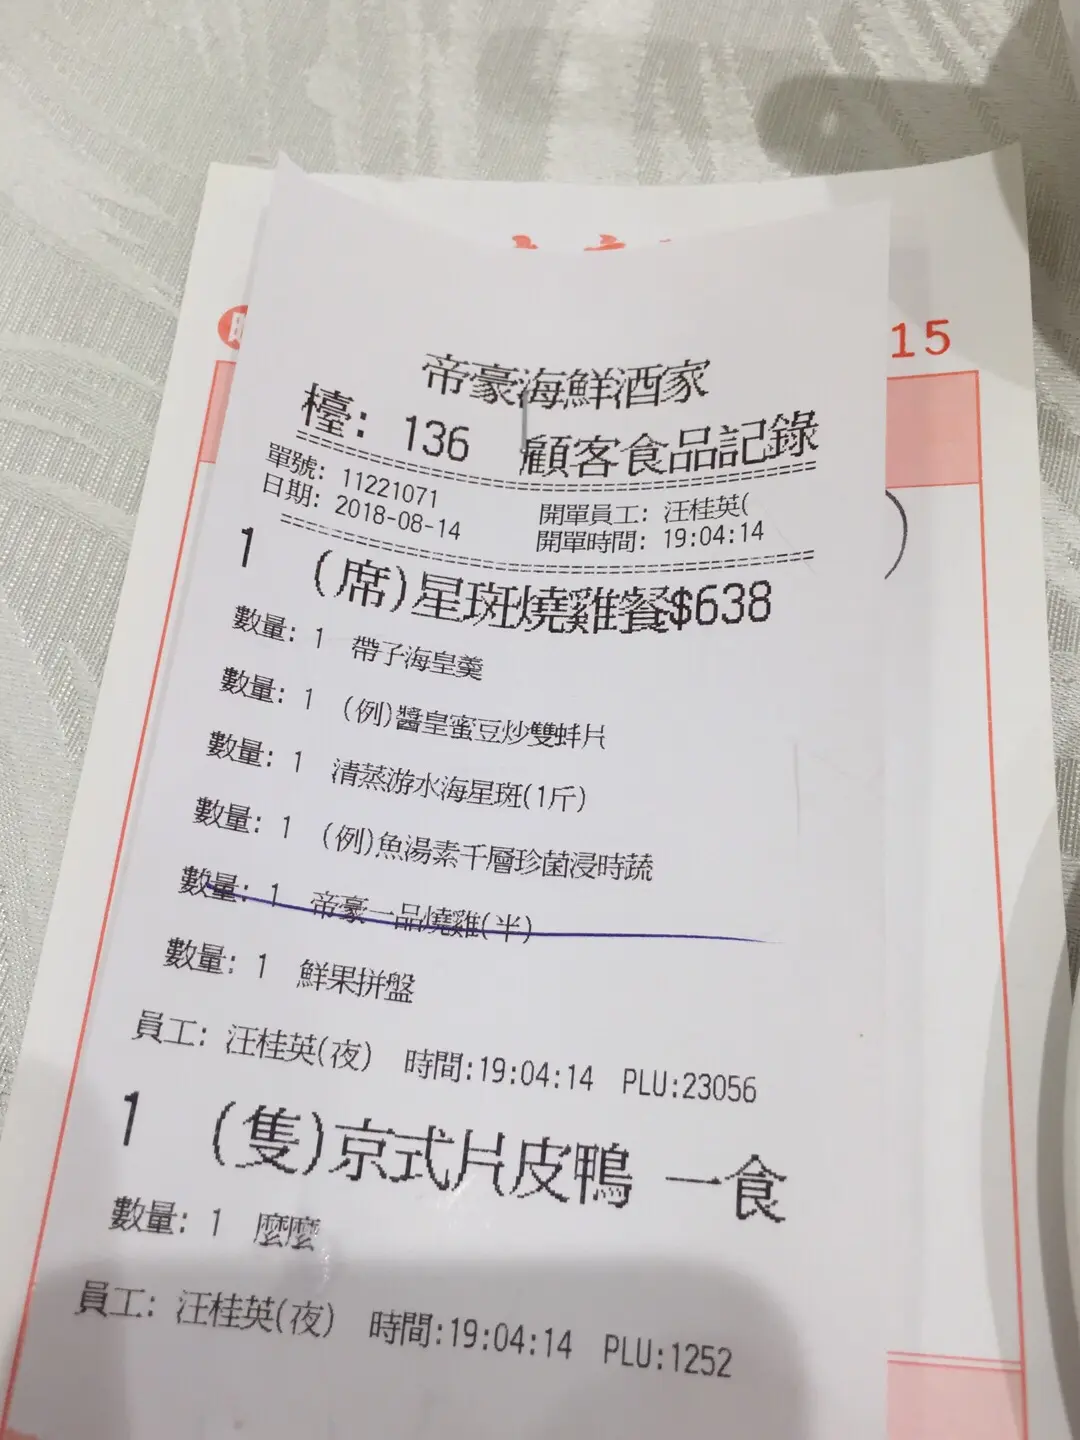 15
帝豪海鮮酒家
檯: 136 顧客食品記錄
單號: 11221071 開單員工: 汪桂英(
日期: 2018-08-14 開單時間: 19:04:14
1 (席)星斑燒雞餐$638
數量: 1 帶子海皇羹
數量: 1 (例)醬皇蜜豆炒雙蚌片
數量: 1 清蒸游水海星斑(1斤)
數量: 1 (例)魚湯素千層珍菌浸時蔬
數量: 1 帝豪一品燒雞(半)
數量: 1 鮮果拼盤
員工: 汪桂英(夜) 時間:19:04:14 PLU:23056
1 (隻)京式片皮鴨 一食
數量: 1 麼麼
員工: 汪桂英(夜) 時間:19:04:14 PLU:1252